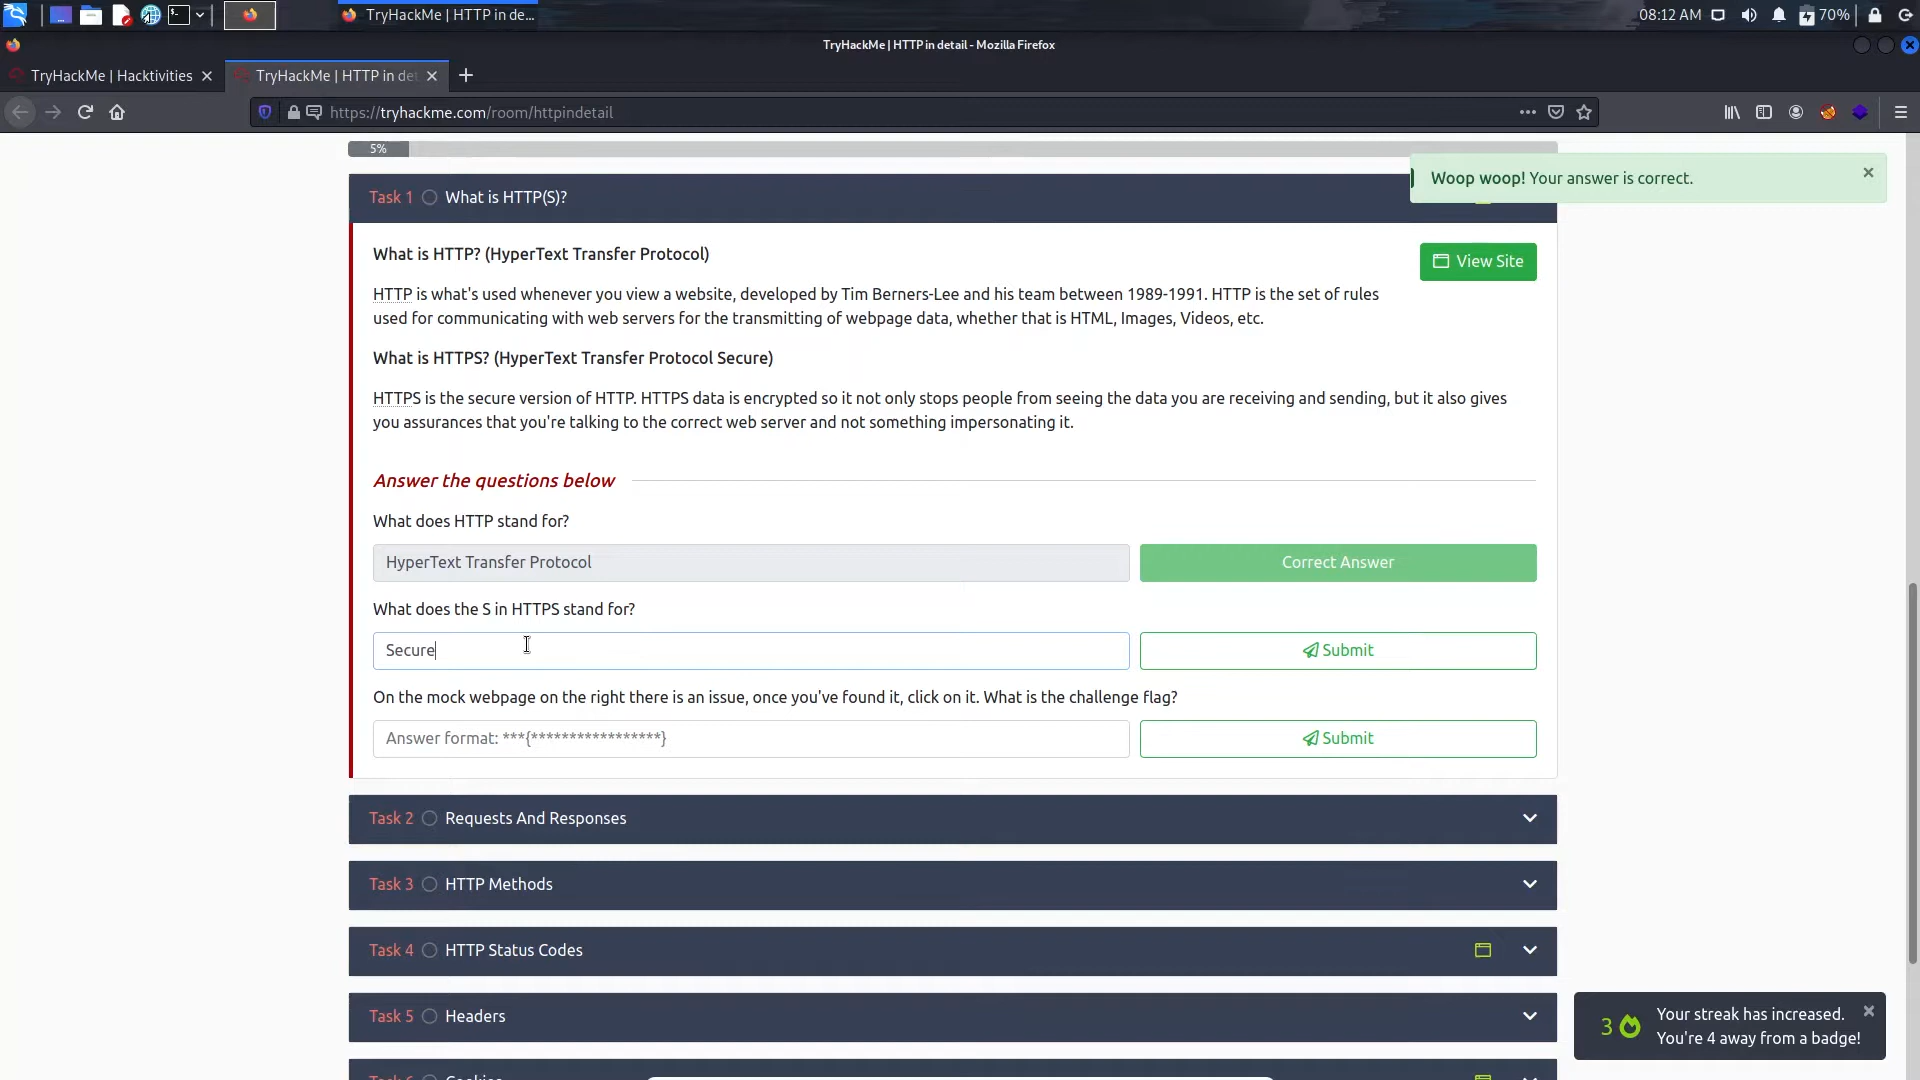 TryHackMe | HTTP in de...
08:12 AM
70%
TryHackMe | HTTP in detail - Mozilla Firefox
TryHackMe | Hacktivities
TryHackMe | HTTP in det
https://tryhackme.com/room/httpindetail
5%
Woop woop! Your answer is correct.
Task 1 What is HTTP(S)?
What is HTTP? (HyperText Transfer Protocol)
View Site
HTTP is what's used whenever you view a website, developed by Tim Berners-Lee and his team between 1989-1991. HTTP is the set of rules
used for communicating with web servers for the transmitting of webpage data, whether that is HTML, Images, Videos, etc.
What is HTTPS? (HyperText Transfer Protocol Secure)
HTTPS is the secure version of HTTP. HTTPS data is encrypted so it not only stops people from seeing the data you are receiving and sending, but it also gives
you assurances that you're talking to the correct web server and not something impersonating it.
Answer the questions below
What does HTTP stand for?
HyperText Transfer Protocol
Correct Answer
What does the S in HTTPS stand for?
Secure
Submit
On the mock webpage on the right there is an issue, once you've found it, click on it. What is the challenge flag?
Answer format: ***{*****************}
Submit
Task 2 Requests And Responses
Task 3 HTTP Methods
Task 4 HTTP Status Codes
Task 5 Headers
3
Your streak has increased.
You're 4 away from a badge!
Task 6 Cookies